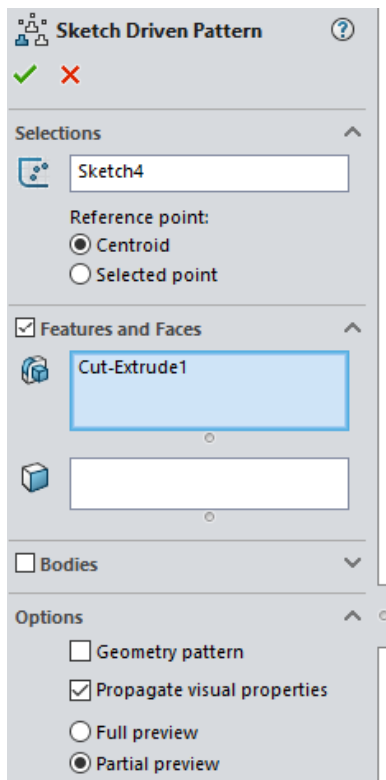 Sketch Driven Pattern
Selections
Sketch4
Reference point:
Centroid
Selected point
Features and Faces
Cut-Extrude1
Bodies
Options
Geometry pattern
Propagate visual properties
Full preview
Partial preview